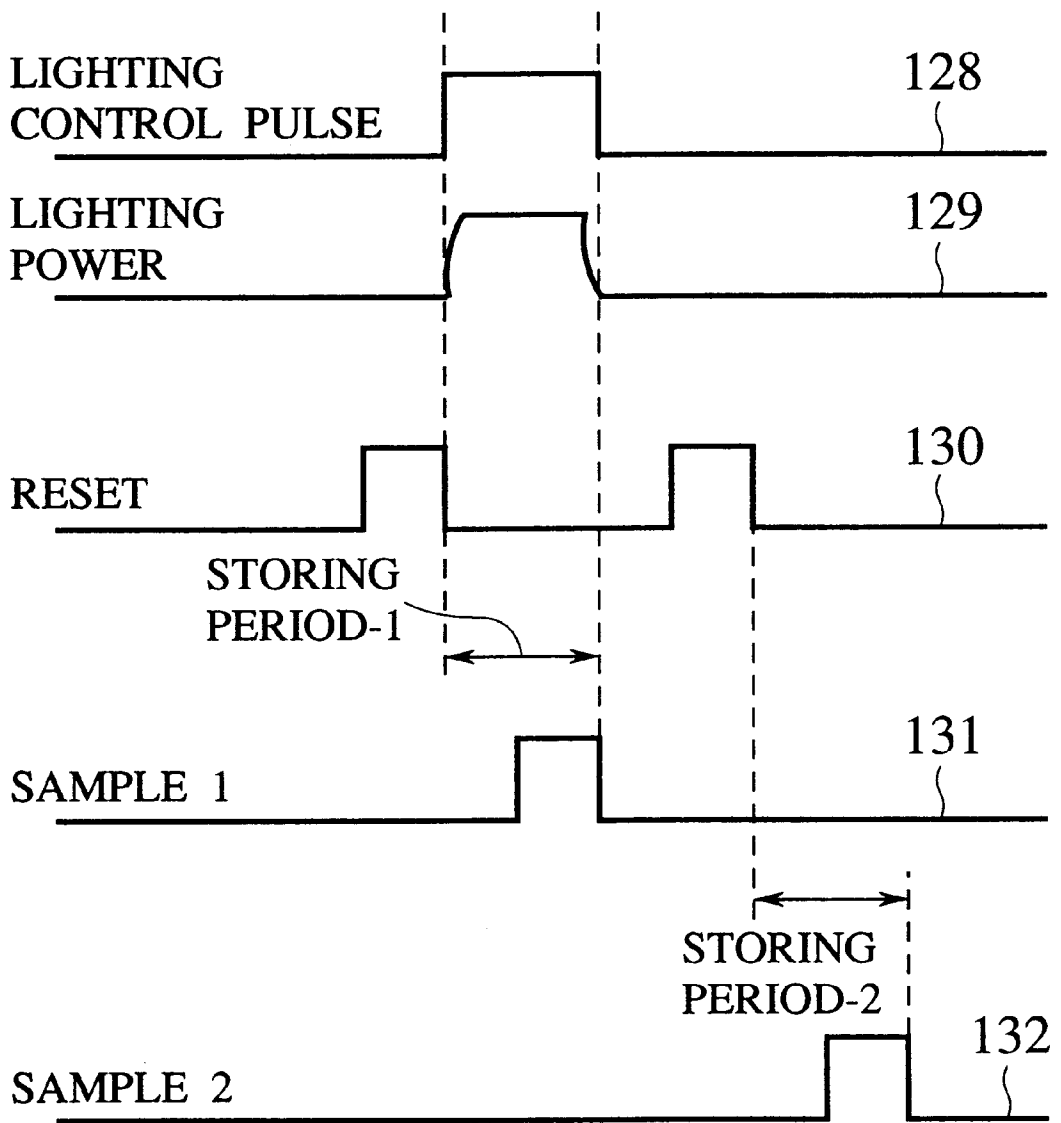 LIGHTING
CONTROL PULSE
128
LIGHTING
POWER
129
RESET
130
STORING
PERIOD-1
SAMPLE 1
131
STORING
PERIOD-2
SAMPLE 2
132